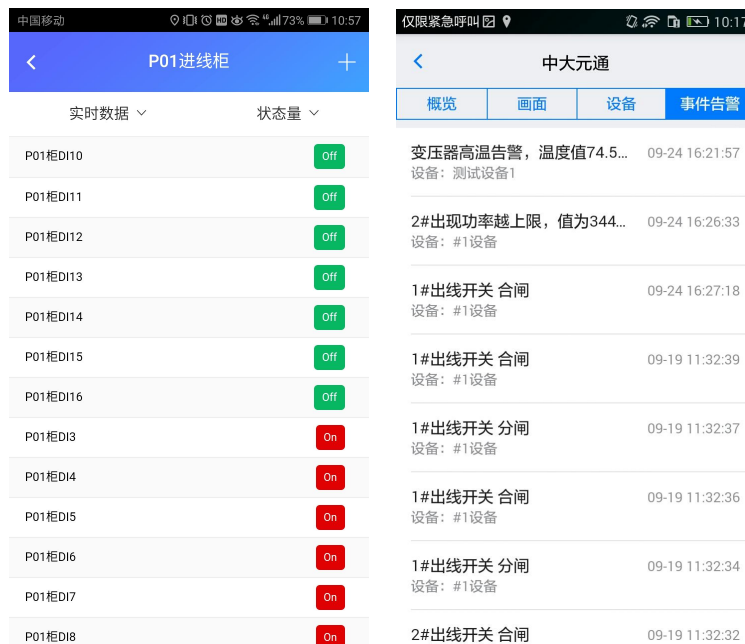 中国移动 HD 46 73% 10:57
P01进线柜
实时数据 状态量
P01柜DI10 Off
P01柜DI11 Off
P01柜DI12 Off
P01柜DI13 Off
P01柜DI14 Off
P01柜DI15 Off
P01柜DI16 Off
P01柜DI3 On
P01柜DI4 On
P01柜DI5 On
P01柜DI6 On
P01柜DI7 On
P01柜DI8 On
仅限紧急呼叫 10:17
中大元通
概览 画面 设备 事件告警
变压器高温告警，温度值74.5... 09-24 16:21:57
设备：测试设备1
2#出现功率越上限，值为344... 09-24 16:26:33
设备：#1设备
1#出线开关 合闸 09-24 16:27:18
设备：#1设备
1#出线开关 合闸 09-19 11:32:39
设备：#1设备
1#出线开关 分闸 09-19 11:32:37
设备：#1设备
1#出线开关 合闸 09-19 11:32:36
设备：#1设备
1#出线开关 分闸 09-19 11:32:34
设备：#1设备
2#出线开关 合闸 09-19 11:32:32